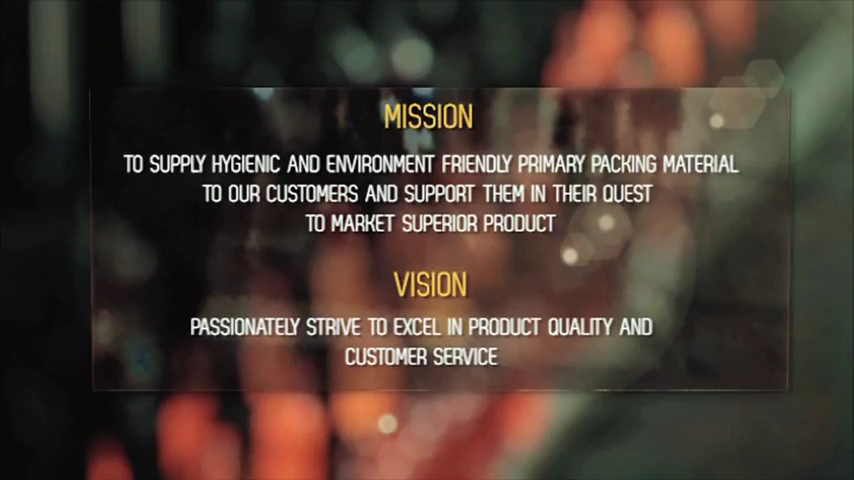 MISSION
TO SUPPLY HYGIENIC AND ENVIRONMENT FRIENDLY PRIMARY PACKING MATERIAL
TO OUR CUSTOMERS AND SUPPORT THEM IN THEIR QUEST
TO MARKET SUPERIOR PRODUCT
VISION
PASSIONATELY STRIVE TO EXCEL IN PRODUCT QUALITY AND
CUSTOMER SERVICE